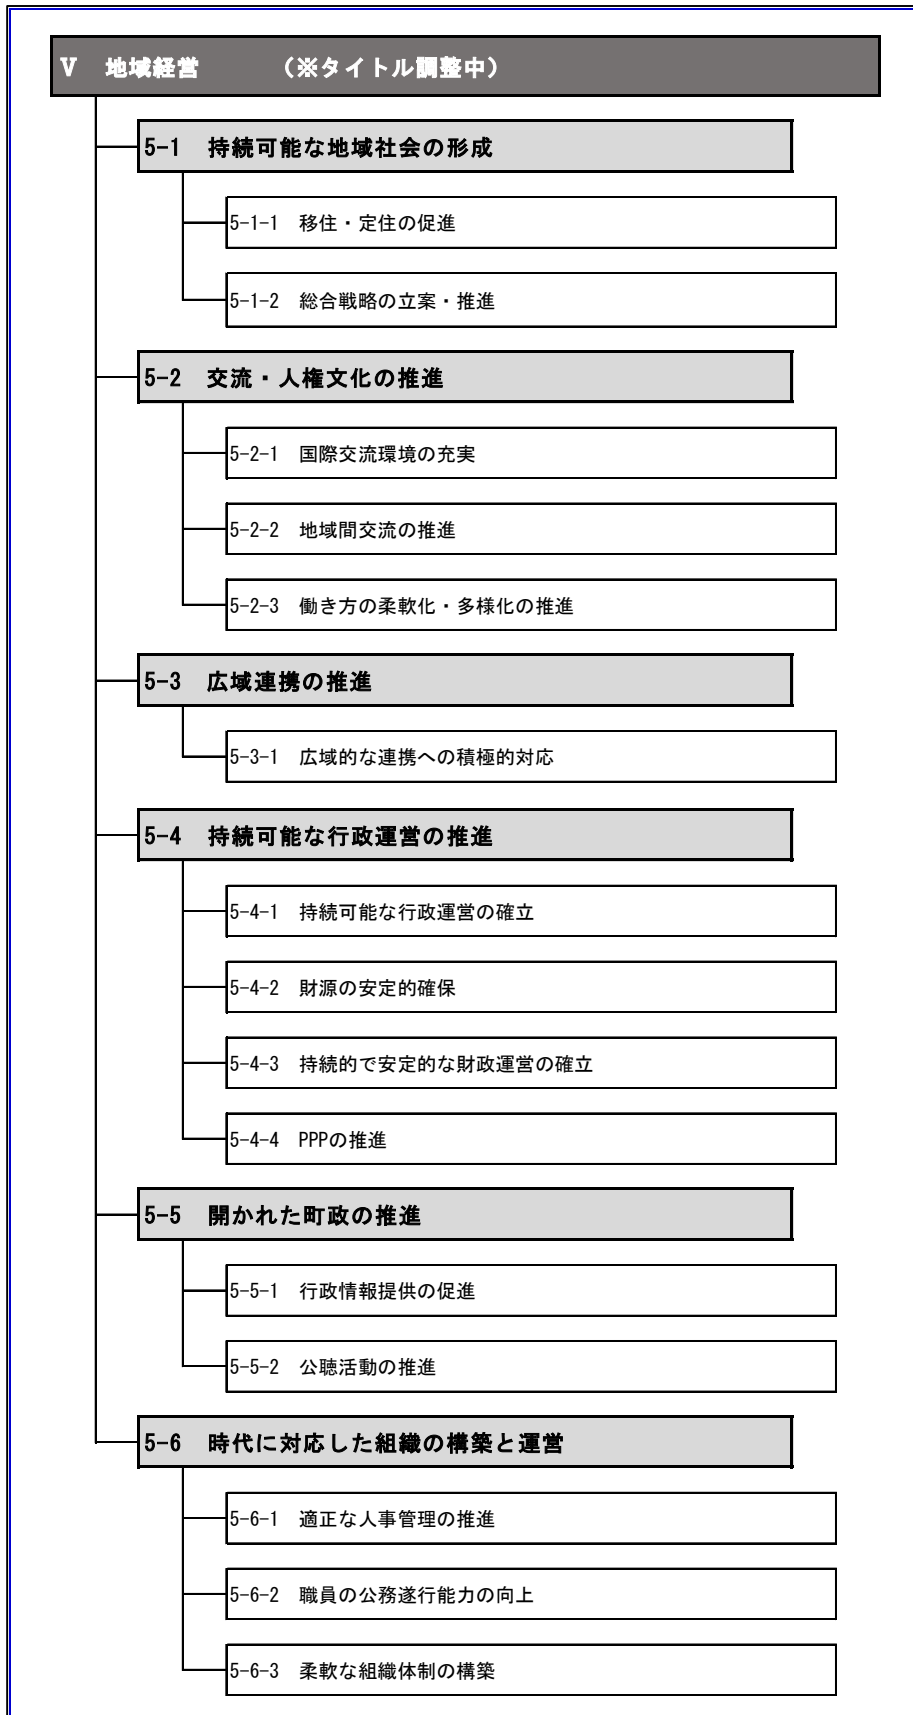 Ⅴ　地域経営　　　（※タイトル調整中）
5-1　持続可能な地域社会の形成
5-1-1　移住・定住の促進
5-1-2　総合戦略の立案・推進
5-2　交流・人権文化の推進
5-2-1　国際交流環境の充実
5-2-2　地域間交流の推進
5-2-3　働き方の柔軟化・多様化の推進
5-3　広域連携の推進
5-3-1　広域的な連携への積極的対応
5-4　持続可能な行政運営の推進
5-4-1　持続可能な行政運営の確立
5-4-2　財源の安定的確保
5-4-3　持続的で安定的な財政運営の確立
5-4-4　PPPの推進
5-5　開かれた町政の推進
5-5-1　行政情報提供の促進
5-5-2　公聴活動の推進
5-6　時代に対応した組織の構築と運営
5-6-1　適正な人事管理の推進
5-6-2　職員の公務遂行能力の向上
5-6-3　柔軟な組織体制の構築